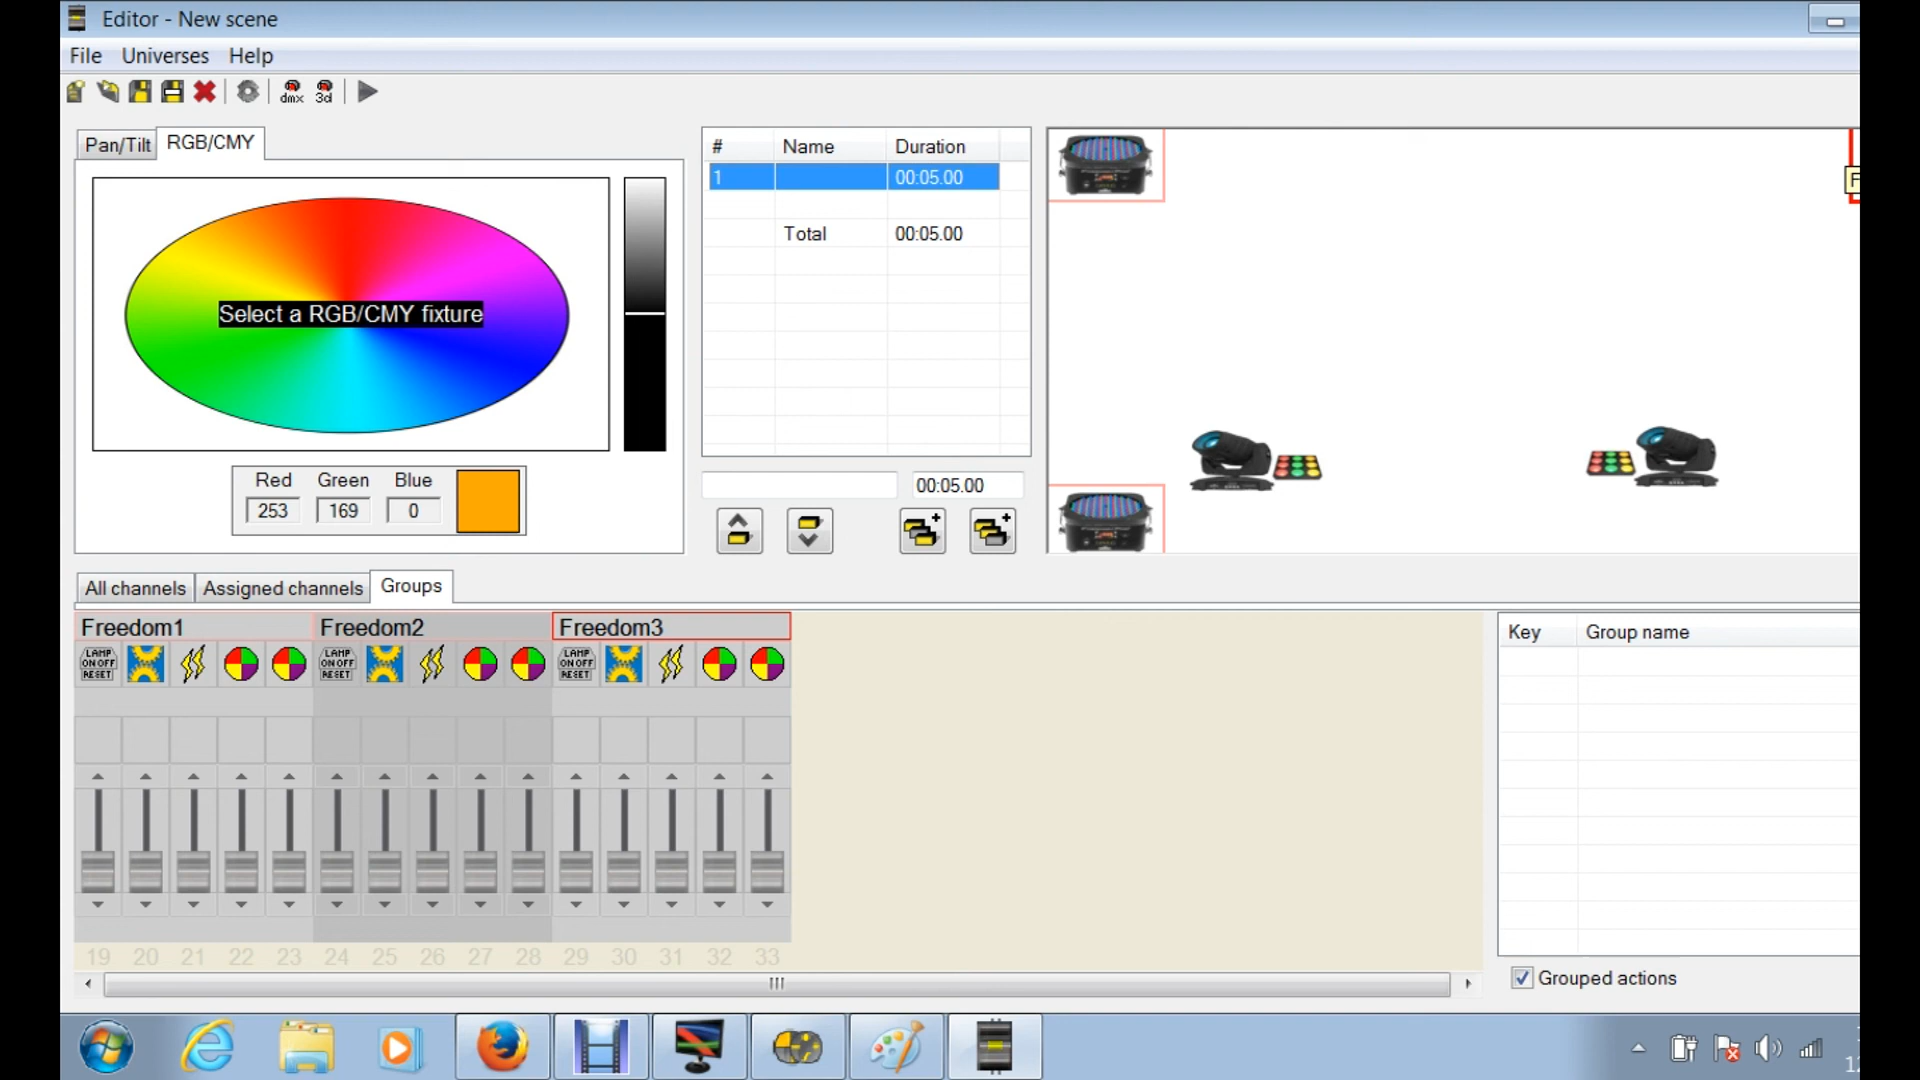 Editor - New scene
File Universes Help
dmx 3d
Pan/Tilt RGB/CMY
Select a RGB/CMY fixture
Red Green Blue
253 169 0
# Name Duration
1 00:05.00
Total 00:05.00
00:05.00
F
All channels Assigned channels Groups
Freedom1 Freedom2 Freedom3
LAMP ON OFF RESET LAMP ON OFF RESET LAMP ON OFF RESET
19 20 21 22 23 24 25 26 27 28 29 30 31 32 33
Key Group name
Grouped actions